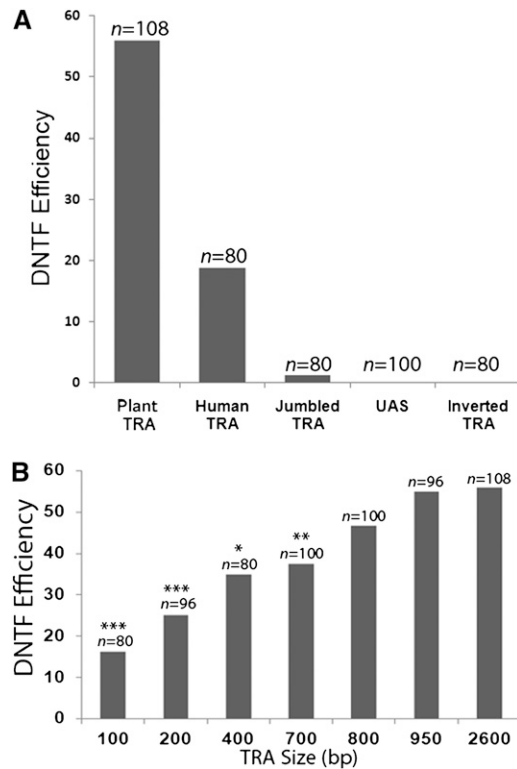 A
DNTF Efficiency
60
50
40
30
20
10
0
n=108
n=80
n=80
n=100
n=80
Plant TRA
Human TRA
Jumbled TRA
UAS
Inverted TRA
B
DNTF Efficiency
60
50
40
30
20
10
0
***
n=80
***
n=96
*
n=80
**
n=100
n=100
n=96
n=108
100 200 400 700 800 950 2600
TRA Size (bp)